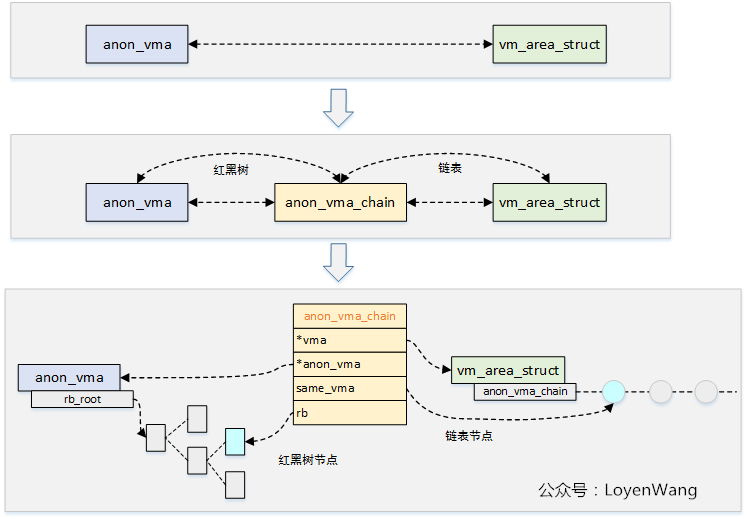 anon_vma
vm_area_struct
红黑树
链表
anon_vma
anon_vma_chain
vm_area_struct
anon_vma_chain
*vma
*anon_vma
same_vma
rb
anon_vma
rb_root
vm_area_struct
anon_vma_chain
链表节点
红黑树节点
公众号：LoyenWang